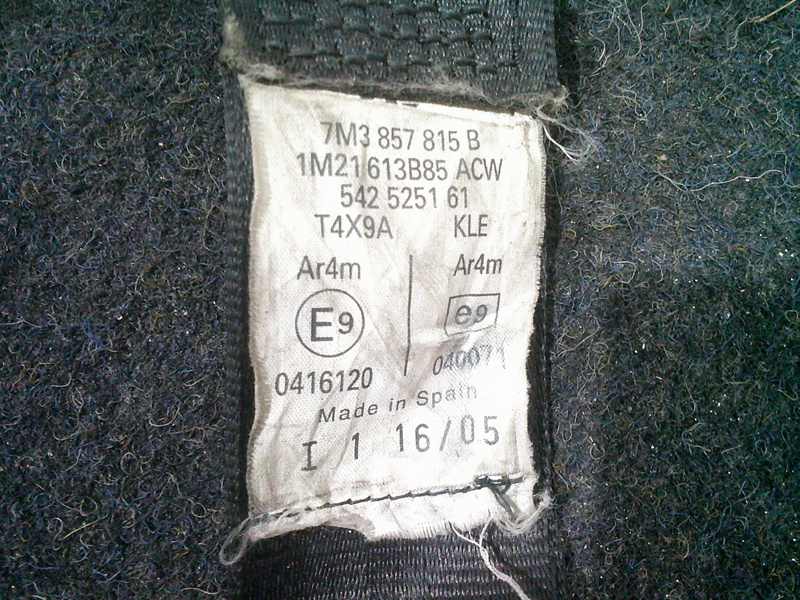 7M3 857 815 B
1M21 613B85 ACW
542 5251 61
T4X9A KLE
Ar4m Ar4m
E9 e9
0416120 040071
Made in Spain
I 1 16/05